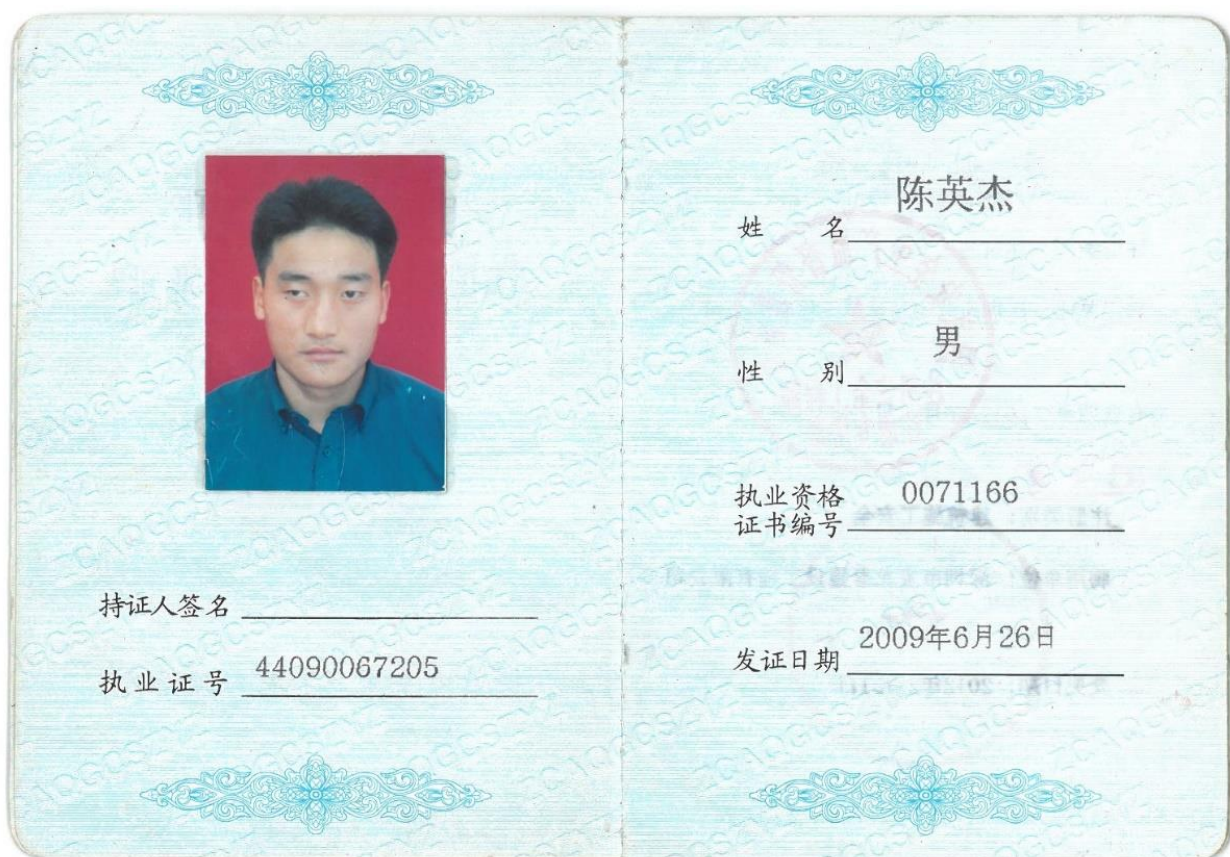 持证人签名
执业证号 44090067205
姓 名 陈英杰
性 别 男
执业资格
证书编号 0071166
发证日期 2009年6月26日